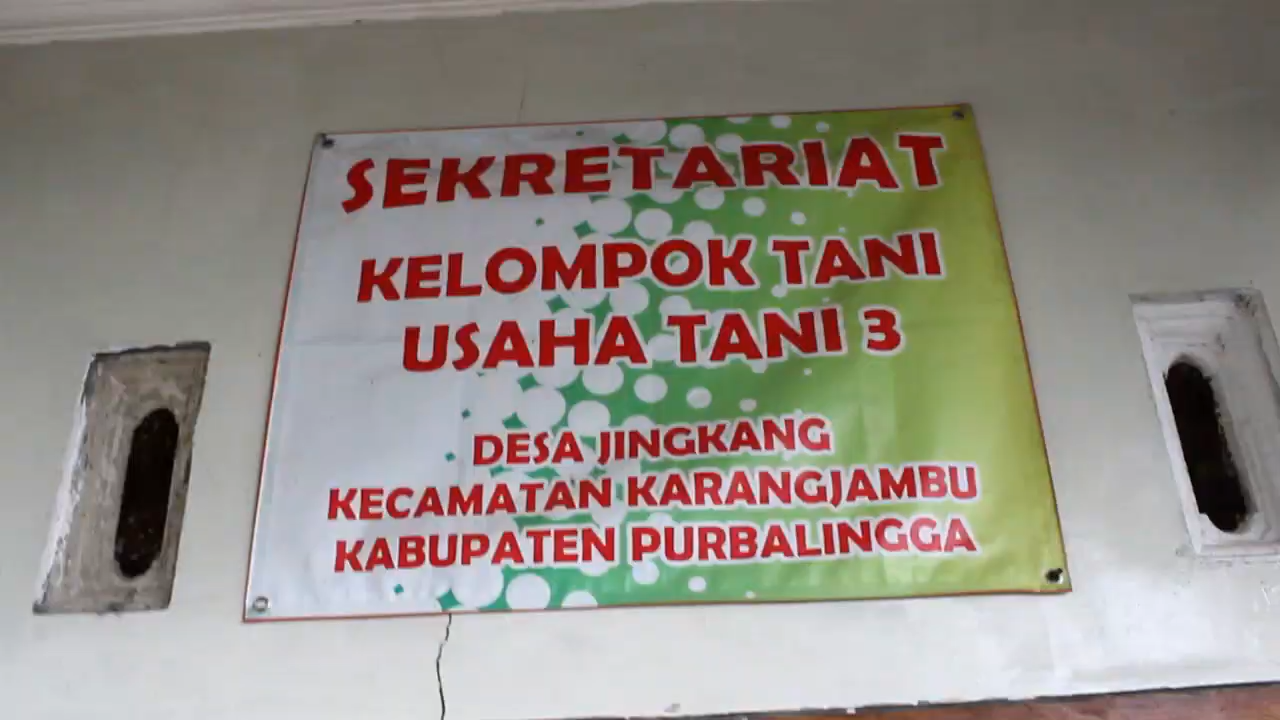 SEKRETARIAT
KELOMPOK TANI
USAHA TANI 3
DESA JINGKANG
KECAMATAN KARANGJAMBU
KABUPATEN PURBALINGGA